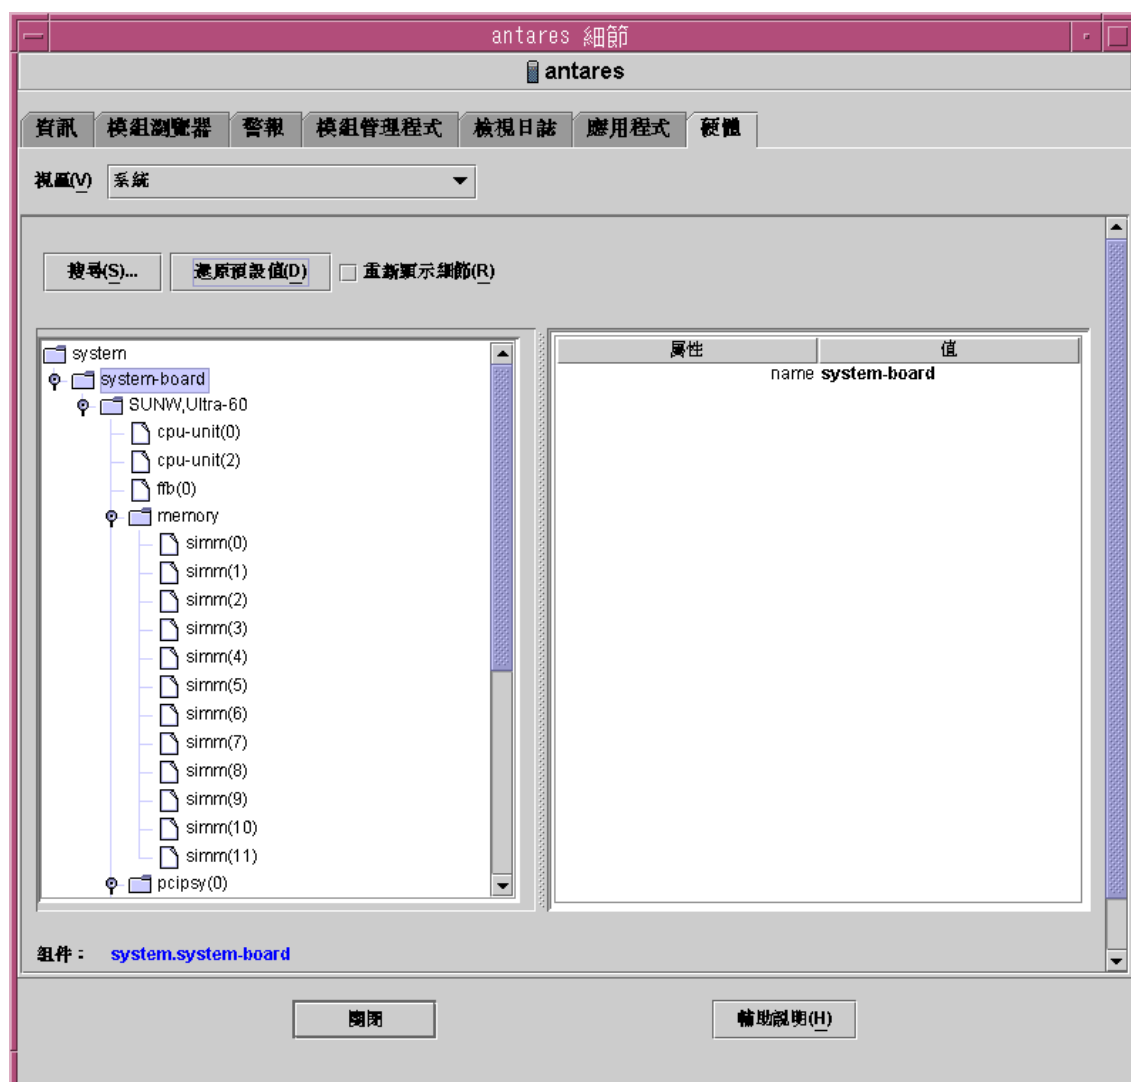 antares 細節
antares
資訊 模組瀏覽器 警報 模組管理程式 檢視日誌 應用程式 硬體
視圖(V) 系統
搜尋(S)... 還原預設值(D) 重新顯示細節(R)
system
system-board
SUNW,Ultra-60
cpu-unit(0)
cpu-unit(2)
ffb(0)
memory
simm(0)
simm(1)
simm(2)
simm(3)
simm(4)
simm(5)
simm(6)
simm(7)
simm(8)
simm(9)
simm(10)
simm(11)
pcipsy(0)
屬性 值
name system-board
組件： system.system-board
關閉 輔助說明(H)